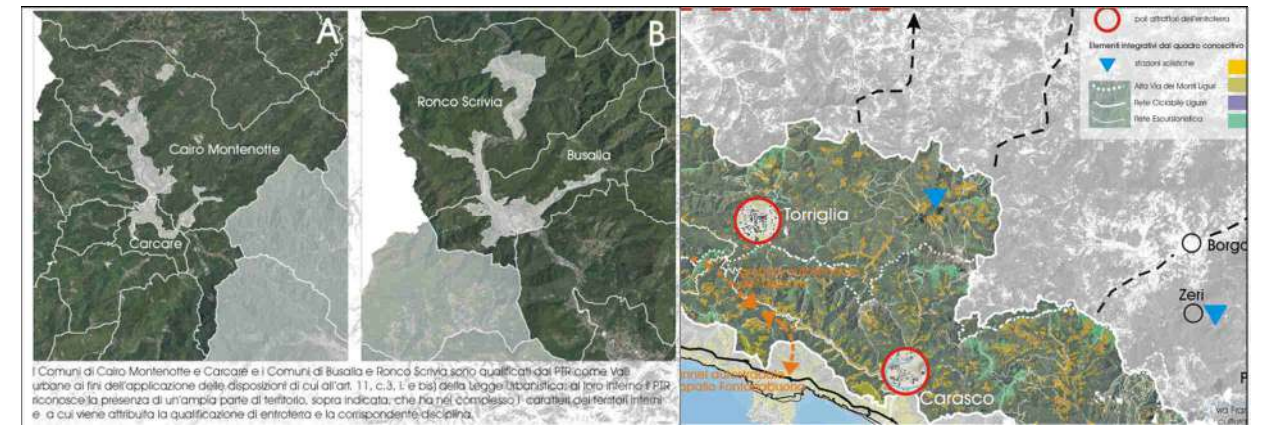 A
Cairo Montenotte
Carcare
B
Ronco Scrivia
Busalla
I Comuni di Cairo Montenotte e Carcare e i Comuni di Busalla e Ronco Scrivia sono qualificati dal PTR come Valli
urbane ai fini dell'applicazione delle disposizioni di cui all'art. 11, c.3, i. e bis) della Legge Urbanistica; al loro interno il PTR
riconosce la presenza di un'ampia parte di territorio, sopra indicata, che ha nel complesso i caratteri dei territori interni
e a cui viene attribuita la qualificazione di entroterra e la corrispondente disciplina.
poli attrattori dell'entroterra
Elementi integrativi dal quadro conoscitivo
stazioni sciistiche
Alta Via dei Monti Liguri
Rete Ciclabile Ligure
Rete Escursionistica
Torriglia
Borgo
Zeri
Carasco